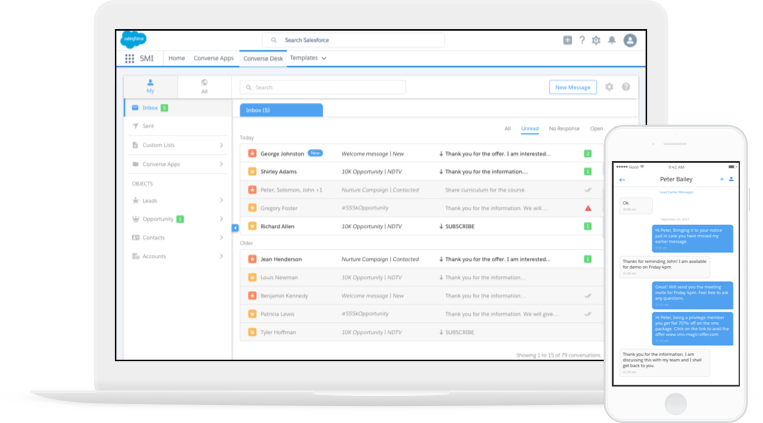 salesforce
Search Salesforce
SMI
Home
Converse Apps
Converse Desk
Templates
My
All
Search
New Message
Inbox 5
Inbox (5)
Sent
All
Unread
No Response
Open
Custom Lists
Today
George Johnston New Welcome message | New Thank you for the offer. I am interested...
Converse Apps
Shirley Adams 10K Opportunity | NDTV Thank you for the information....
OBJECTS
Peter, Solomon, John +1 Nurture Campaign | Contacted Share curriculum for the course.
Leads
Gregory Foster #555kOpportunity Thank you for the information. We will....
Opportunity
Richard Allen 10K Opportunity | NDTV SUBSCRIBE
Contacts
Older
Accounts
Jean Henderson Nurture Campaign | Contacted Thank you for the offer. I am interested...
Louis Newman 10K Opportunity | NDTV Thank you for the information....
Benjamin Kennedy Welcome message | New Thank you for the information....
Patricia Lewis #555kOpportunity Thank you for the information. We will give....
Tyler Hoffman 10K Opportunity | NDTV SUBSCRIBE
Showing 1 to 15 of 79 conversations
9:41 AM
Peter Bailey
Load Earlier Messages
Ok.
Hi Peter, Bringing it to your notice
just in case you have missed my
earlier message.
Thanks for reminding John! I am available
for demo on Friday 4pm.
Great! Will send you the meeting
invite for Friday 4pm. Feel free to ask
any questions.
Hi Peter, being a privilege member
you get flat 75% off on the sms
package. Click on the link to avail the
offer www.sms-magic-offer.com
Thank you for the information. I am
discussing this with my team and I shall
get back to you.